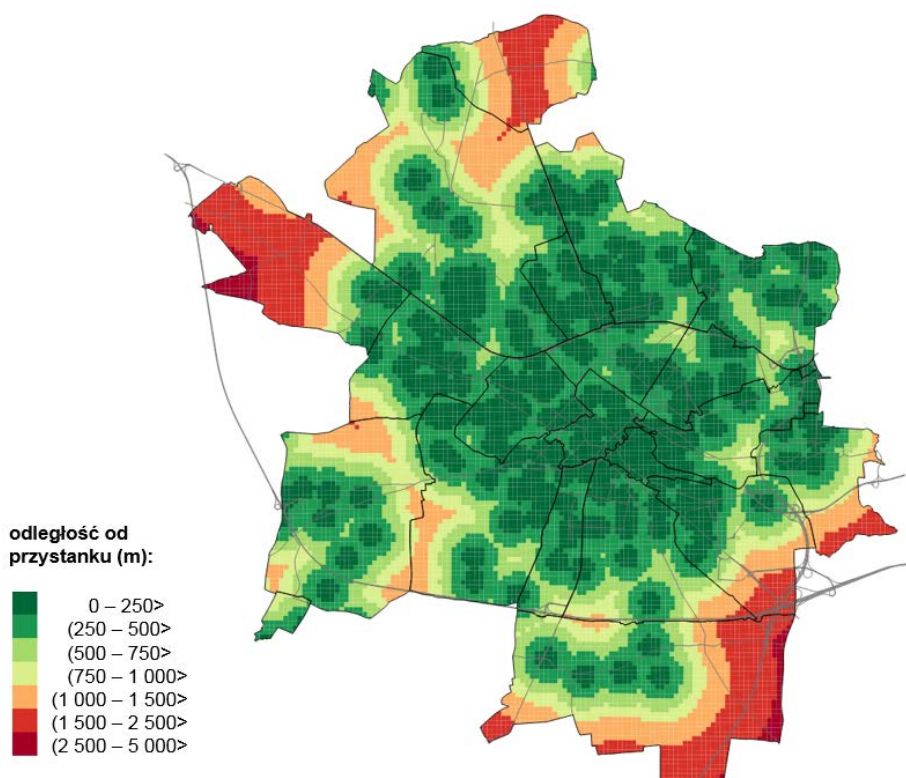 odległość od
przystanku (m):
0 – 250>
(250 – 500>
(500 – 750>
(750 – 1 000>
(1 000 – 1 500>
(1 500 – 2 500>
(2 500 – 5 000>